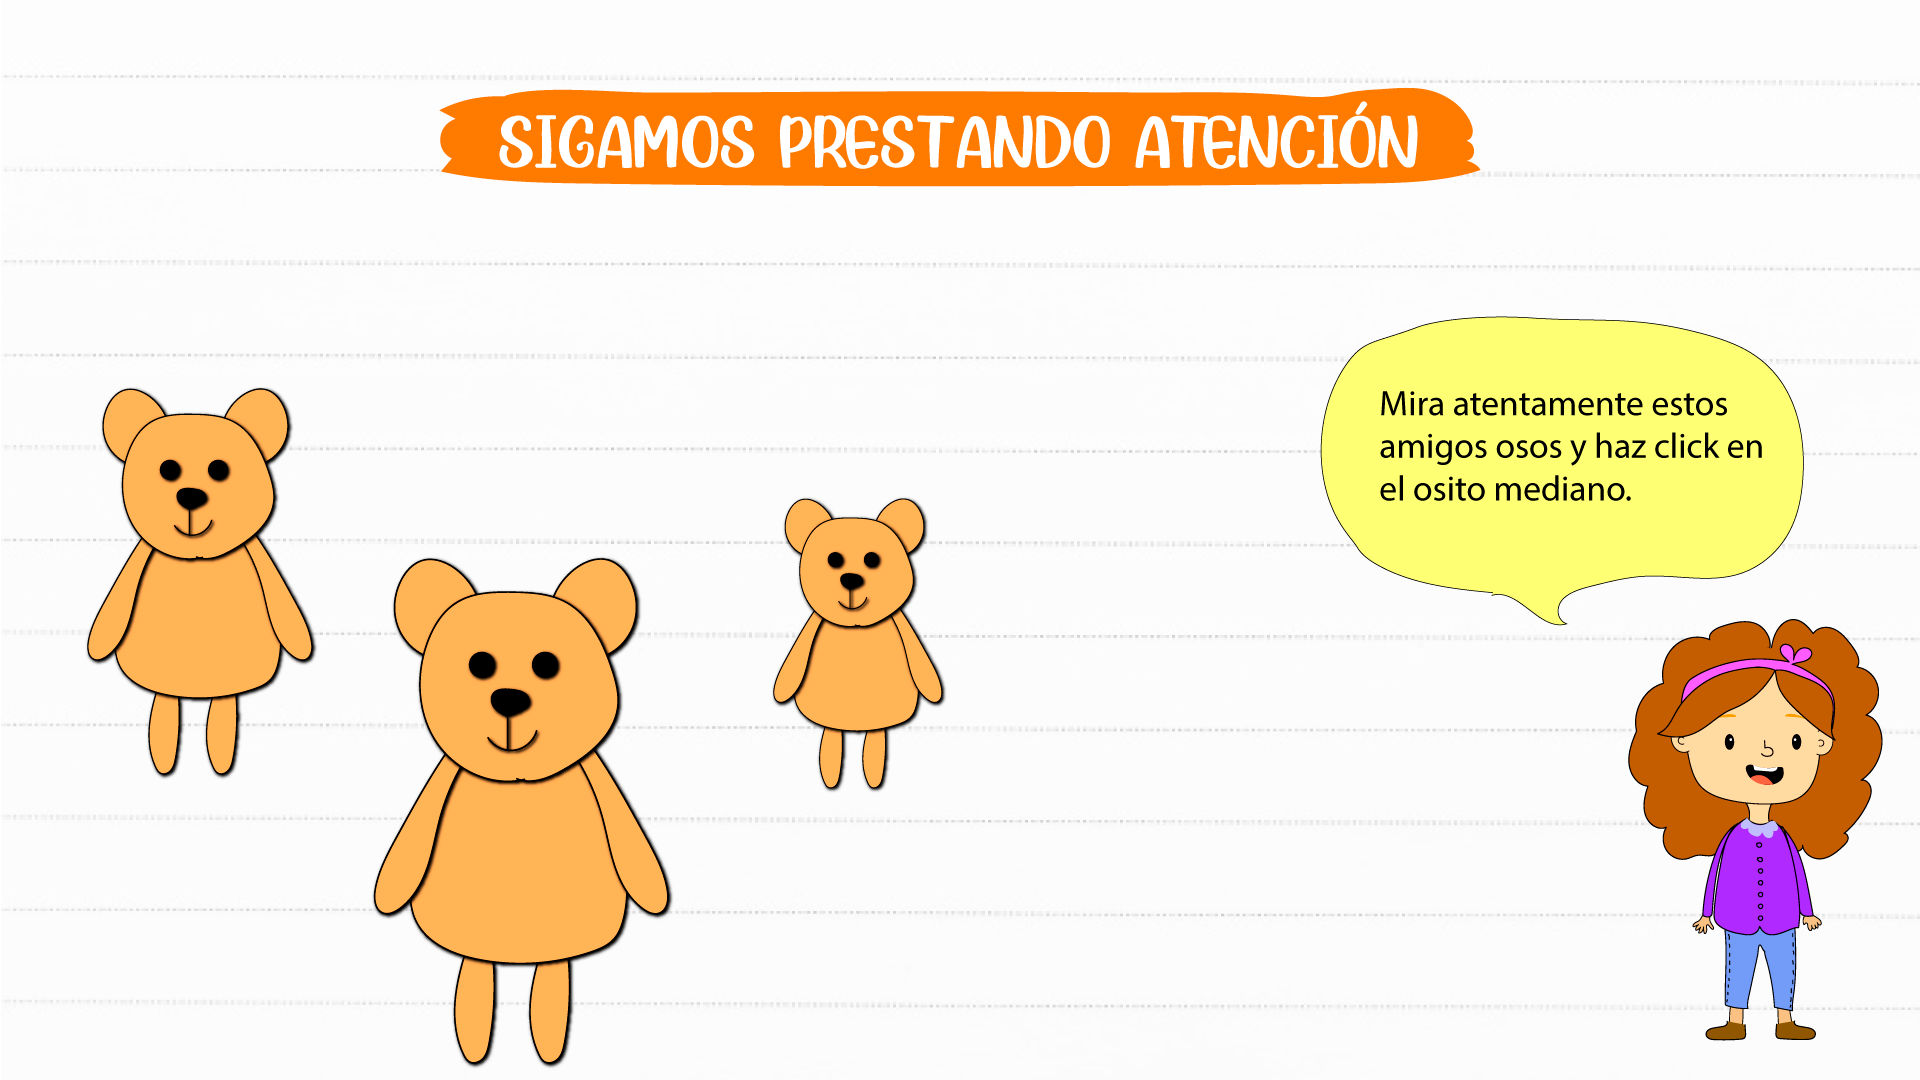 SIGAMOS PRESTANDO ATENCIÓN
Mira atentamente estos
amigos osos y haz click en
el osito mediano.